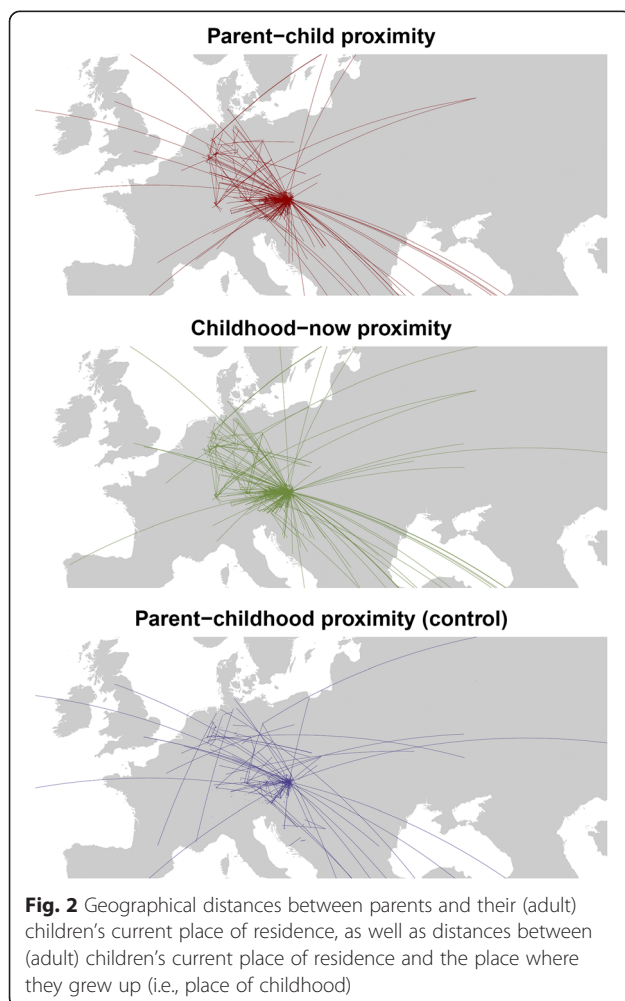 Parent−child proximity
Childhood−now proximity
Parent−childhood proximity (control)
Fig. 2 Geographical distances between parents and their (adult)
children's current place of residence, as well as distances between
(adult) children's current place of residence and the place where
they grew up (i.e., place of childhood)